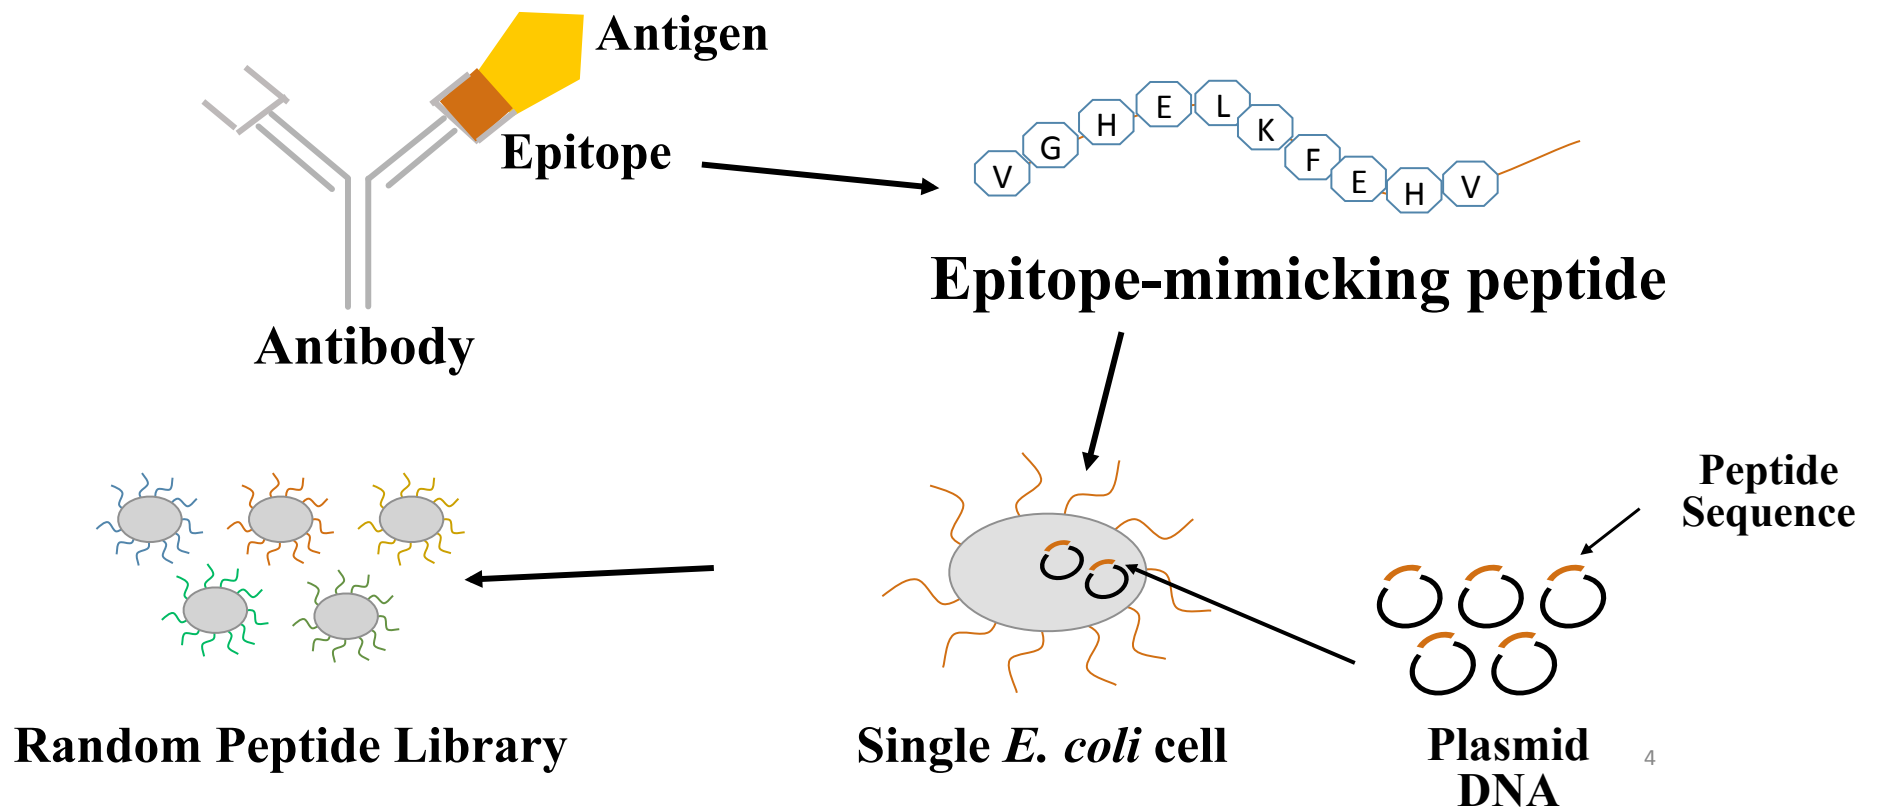 Antigen
Epitope
Antibody
V G H E L K F E H V
Epitope-mimicking peptide
Peptide
Sequence
Random Peptide Library
Single E. coli cell
Plasmid
DNA
4